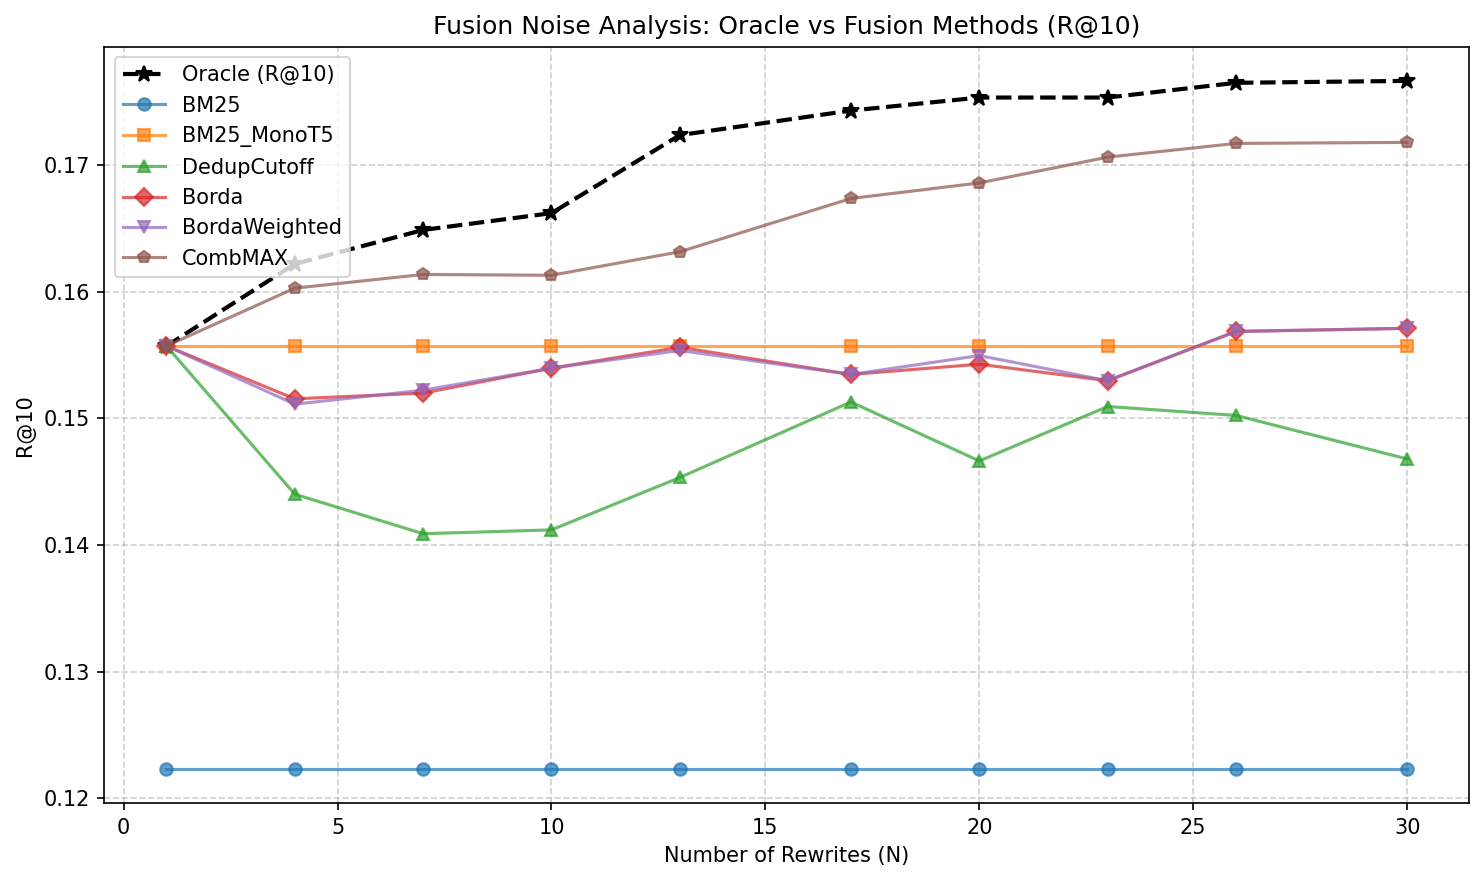 Fusion Noise Analysis: Oracle vs Fusion Methods (R@10)
Oracle (R@10)
BM25
BM25_MonoT5
DedupCutoff
Borda
BordaWeighted
CombMAX
R@10
0.17
0.16
0.15
0.14
0.13
0.12
0 5 10 15 20 25 30
Number of Rewrites (N)